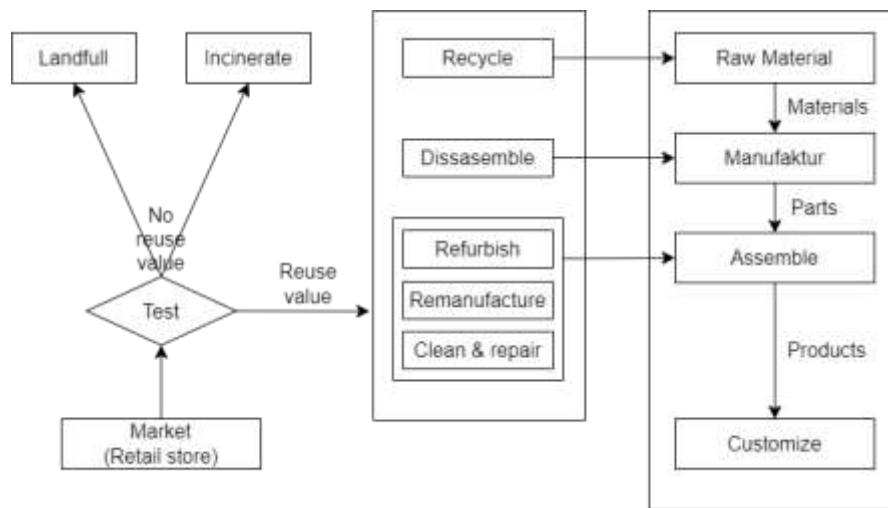 Landfull
Incinerate
No
reuse
value
Test
Reuse
value
Market
(Retail store)
Recycle
Dissasemble
Refurbish
Remanufacture
Clean & repair
Raw Material
Materials
Manufaktur
Parts
Assemble
Products
Customize